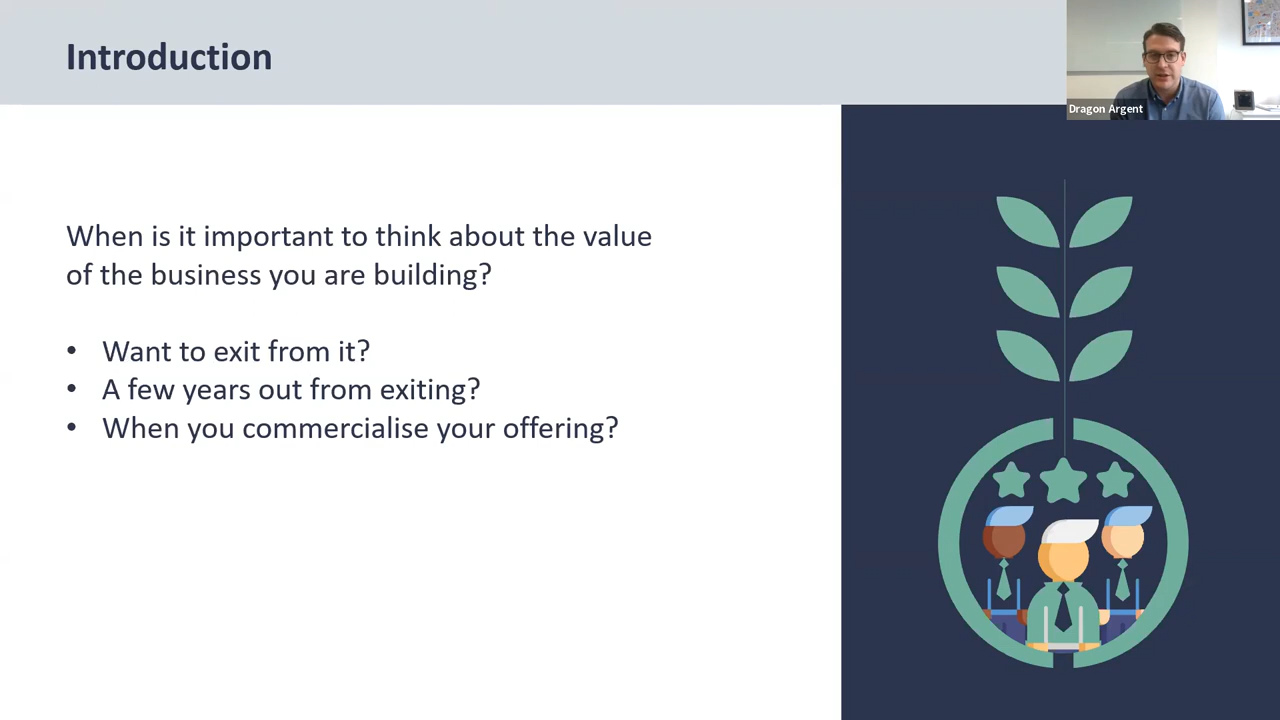 Introduction
Dragon Argent
When is it important to think about the value
of the business you are building?
• Want to exit from it?
• A few years out from exiting?
• When you commercialise your offering?